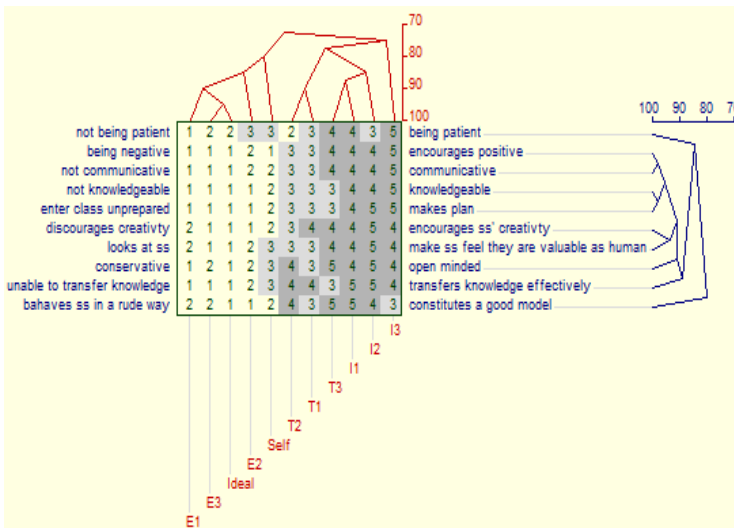 70
80
90
100
100 90 80 70
not being patient 1 2 2 3 3 2 3 4 4 3 5 being patient
being negative 1 1 1 2 1 3 3 4 4 4 5 encourages positive
not communicative 1 1 1 2 2 3 3 4 4 4 5 communicative
not knowledgeable 1 1 1 1 2 3 3 3 4 4 5 knowledgeable
enter class unprepared 1 1 1 1 2 3 3 3 4 5 5 makes plan
discourages creativty 2 1 1 1 2 3 4 4 4 5 5 encourages ss' creativty
looks at ss 2 1 1 2 3 3 3 4 4 5 5 make ss feel they are valuable as human
conservative 1 2 1 2 3 4 3 5 4 5 4 open minded
unable to transfer knowledge 1 1 1 2 3 4 4 3 5 5 4 transfers knowledge effectively
bahaves ss in a rude way 2 2 1 1 2 4 3 5 5 4 3 constitutes a good model
I3
I2
I1
T3
T1
T2
Self
E2
Ideal
E3
E1